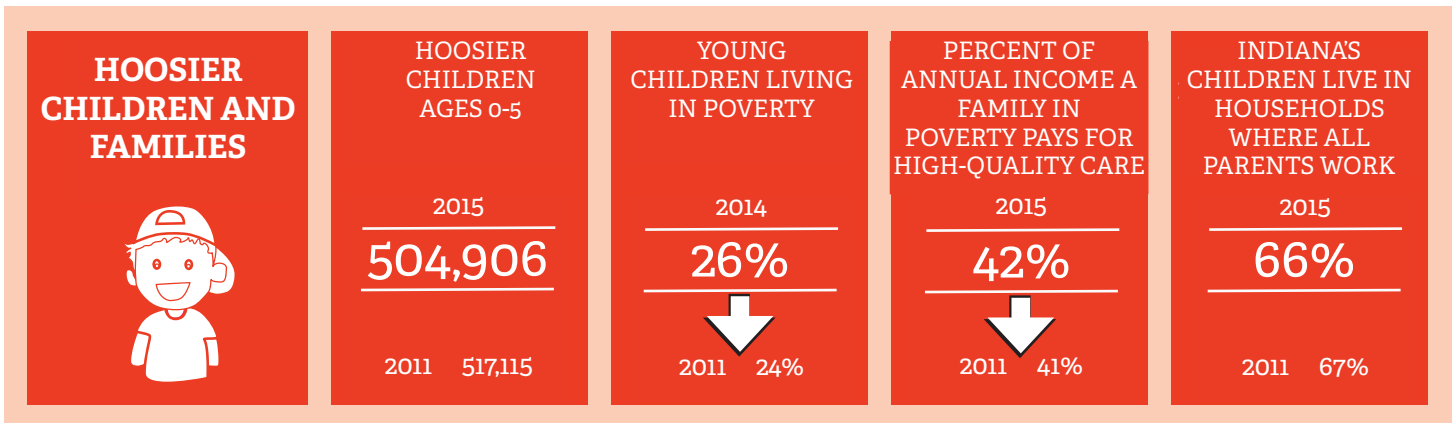 HOOSIER
CHILDREN AND
FAMILIES
HOOSIER
CHILDREN
AGES 0-5
2015
504,906
2011 517,115
YOUNG
CHILDREN LIVING
IN POVERTY
2014
26%
2011 24%
PERCENT OF
ANNUAL INCOME A
FAMILY IN
POVERTY PAYS FOR
HIGH-QUALITY CARE
2015
42%
2011 41%
INDIANA'S
CHILDREN LIVE IN
HOUSEHOLDS
WHERE ALL
PARENTS WORK
2015
66%
2011 67%